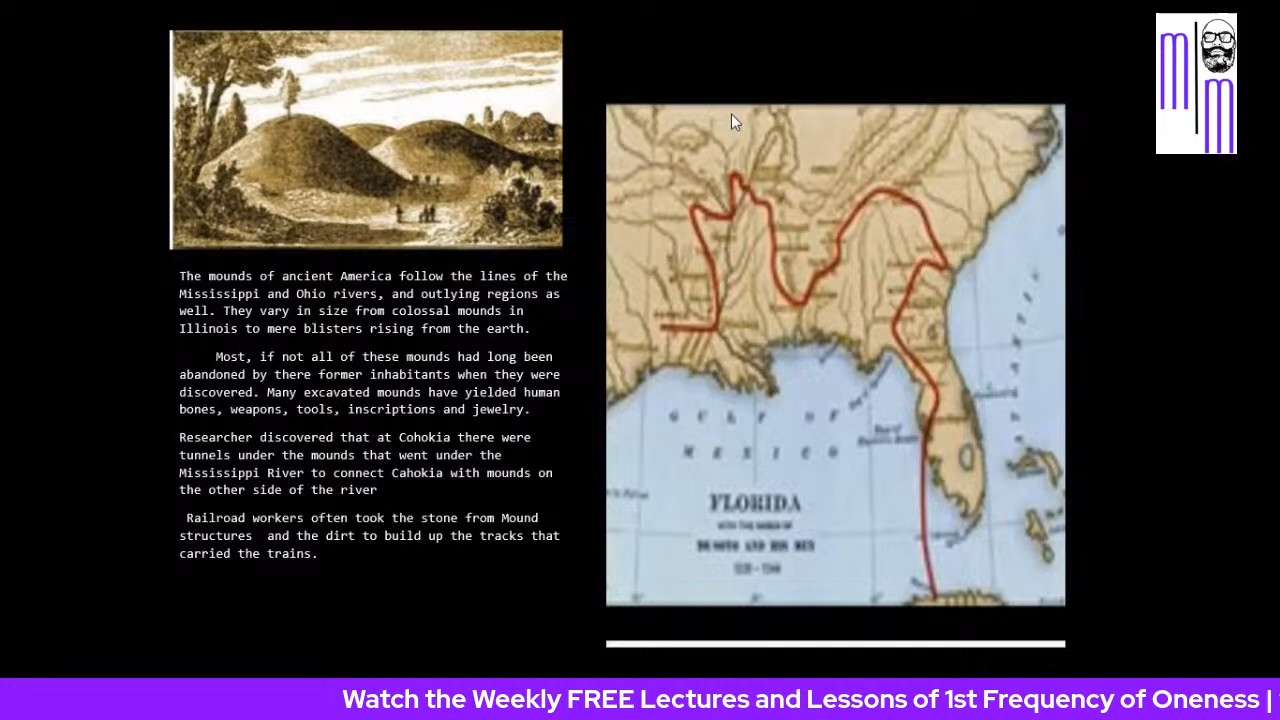 The mounds of ancient America follow the lines of the
Mississippi and Ohio rivers, and outlying regions as
well. They vary in size from colossal mounds in
Illinois to mere blisters rising from the earth.
Most, if not all of these mounds had long been
abandoned by there former inhabitants when they were
discovered. Many excavated mounds have yielded human
bones, weapons, tools, inscriptions and jewelry.
Researcher discovered that at Cohokia there were
tunnels under the mounds that went under the
Mississippi River to connect Cahokia with mounds on
the other side of the river
Railroad workers often took the stone from Mound
structures and the dirt to build up the tracks that
carried the trains.
m
m
GULF OF
MEXICO
FLORIDA
AND HIS MEN
Watch the Weekly FREE Lectures and Lessons of 1st Frequency of Oneness |